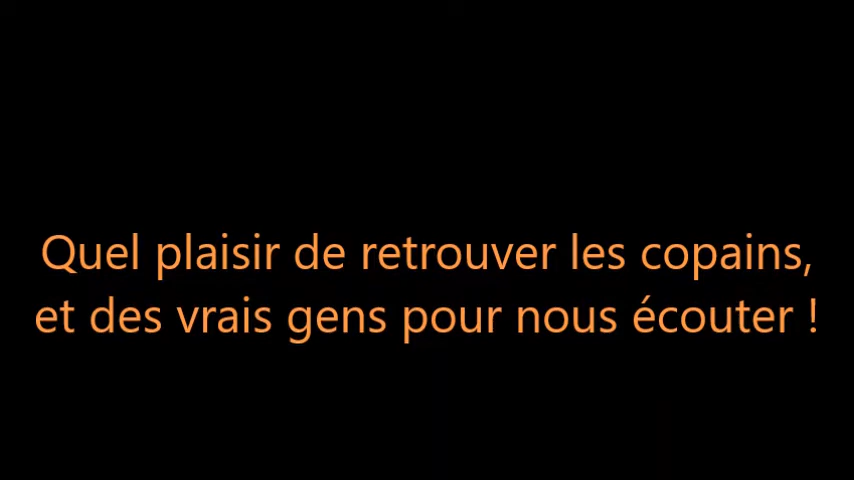 Quel plaisir de retrouver les copains,
et des vrais gens pour nous écouter !